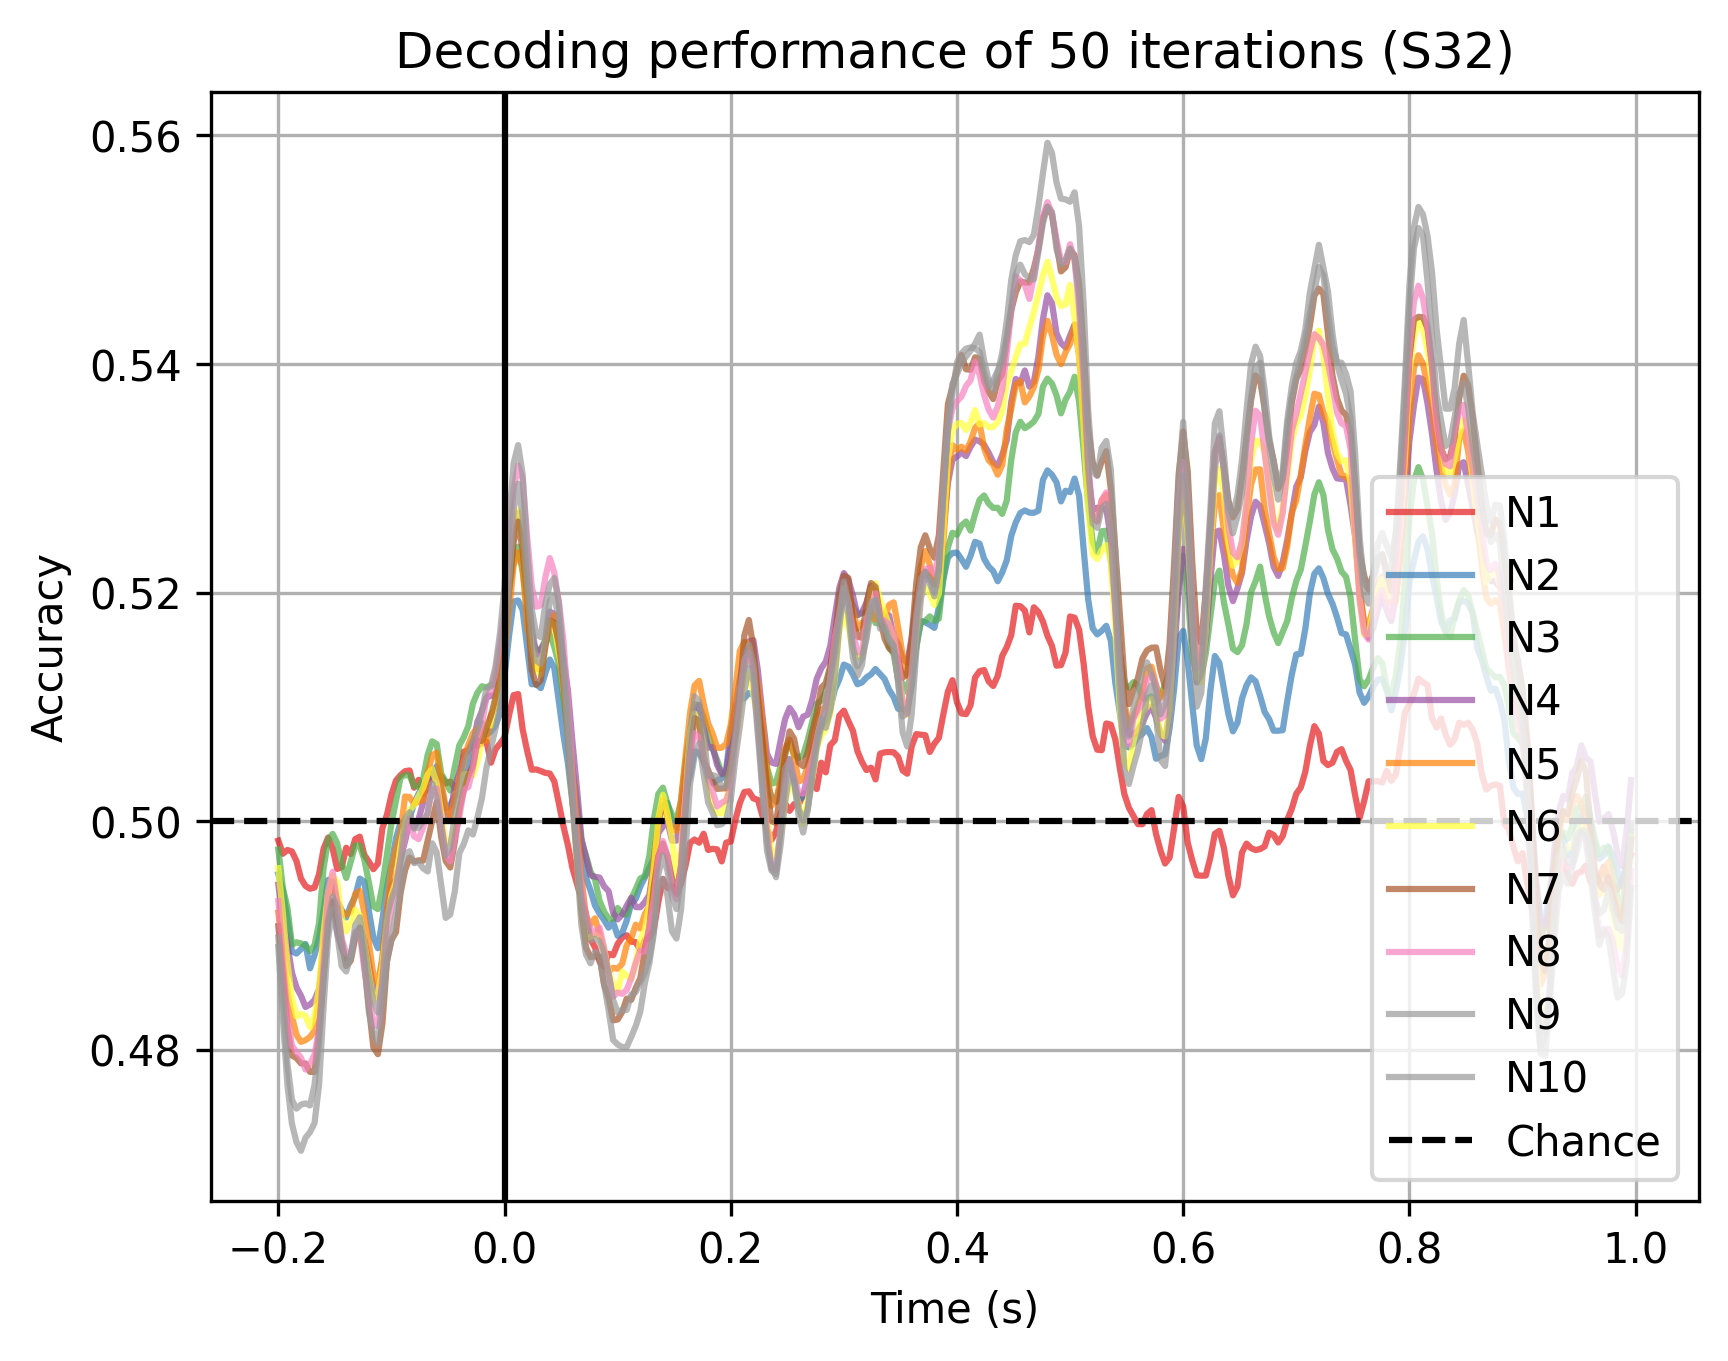 Decoding performance of 50 iterations (S32)
Accuracy
0.56
0.54
0.52
0.50
0.48
−0.2
0.0
0.2
0.4
0.6
0.8
1.0
Time (s)
N1
N2
N3
N4
N5
N6
N7
N8
N9
N10
Chance